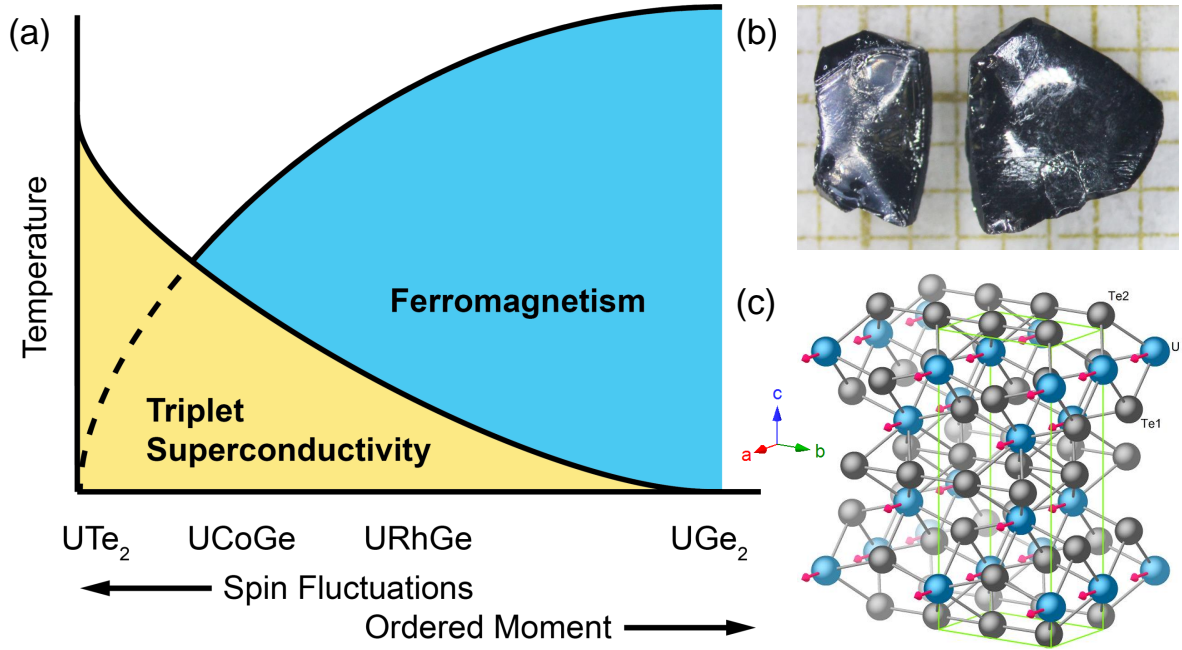 (a)
Temperature
Ferromagnetism
Triplet
Superconductivity
UTe₂
UCoGe
URhGe
UGe₂
Spin Fluctuations
Ordered Moment
(b)
(c)
Te2
U
Te1
c
a
b